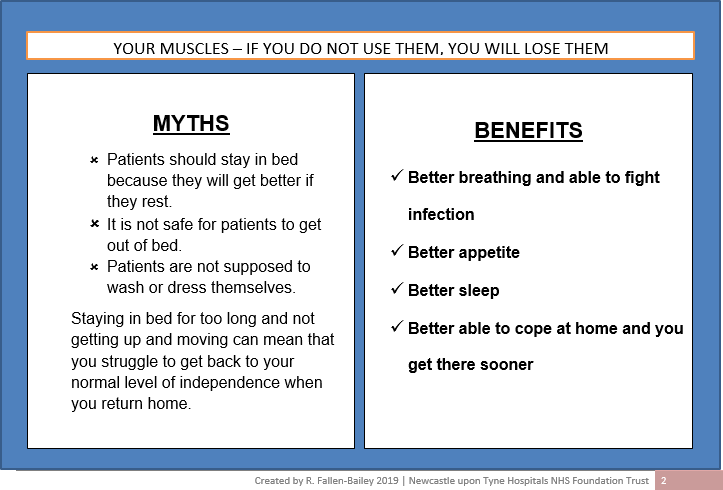 YOUR MUSCLES – IF YOU DO NOT USE THEM, YOU WILL LOSE THEM
MYTHS
× Patients should stay in bed
because they will get better if
they rest.
× It is not safe for patients to get
out of bed.
× Patients are not supposed to
wash or dress themselves.
Staying in bed for too long and not
getting up and moving can mean that
you struggle to get back to your
normal level of independence when
you return home.
BENEFITS
✓ Better breathing and able to fight
infection
✓ Better appetite
✓ Better sleep
✓ Better able to cope at home and you
get there sooner
Created by R. Fallen-Bailey 2019 | Newcastle upon Tyne Hospitals NHS Foundation Trust 2